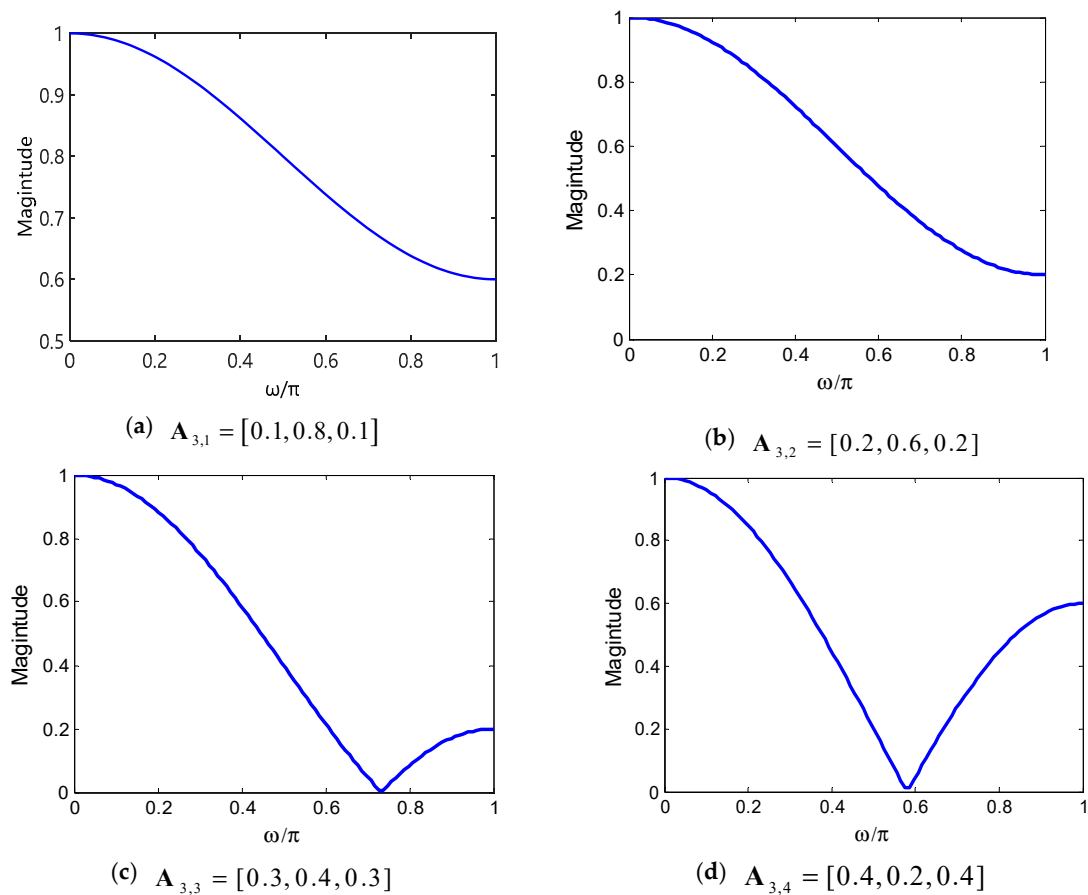 1
0.9
0.8
0.7
0.6
0.5
Magintude
0 0.2 0.4 0.6 0.8 1
ω/π
(a) A 3,1 = [0.1, 0.8, 0.1]
1
0.8
0.6
0.4
0.2
0
Magintude
0 0.2 0.4 0.6 0.8 1
ω/π
(b) A 3,2 = [0.2, 0.6, 0.2]
1
0.8
0.6
0.4
0.2
0
Magintude
0 0.2 0.4 0.6 0.8 1
ω/π
(c) A 3,3 = [0.3, 0.4, 0.3]
1
0.8
0.6
0.4
0.2
0
Magintude
0 0.2 0.4 0.6 0.8 1
ω/π
(d) A 3,4 = [0.4, 0.2, 0.4]